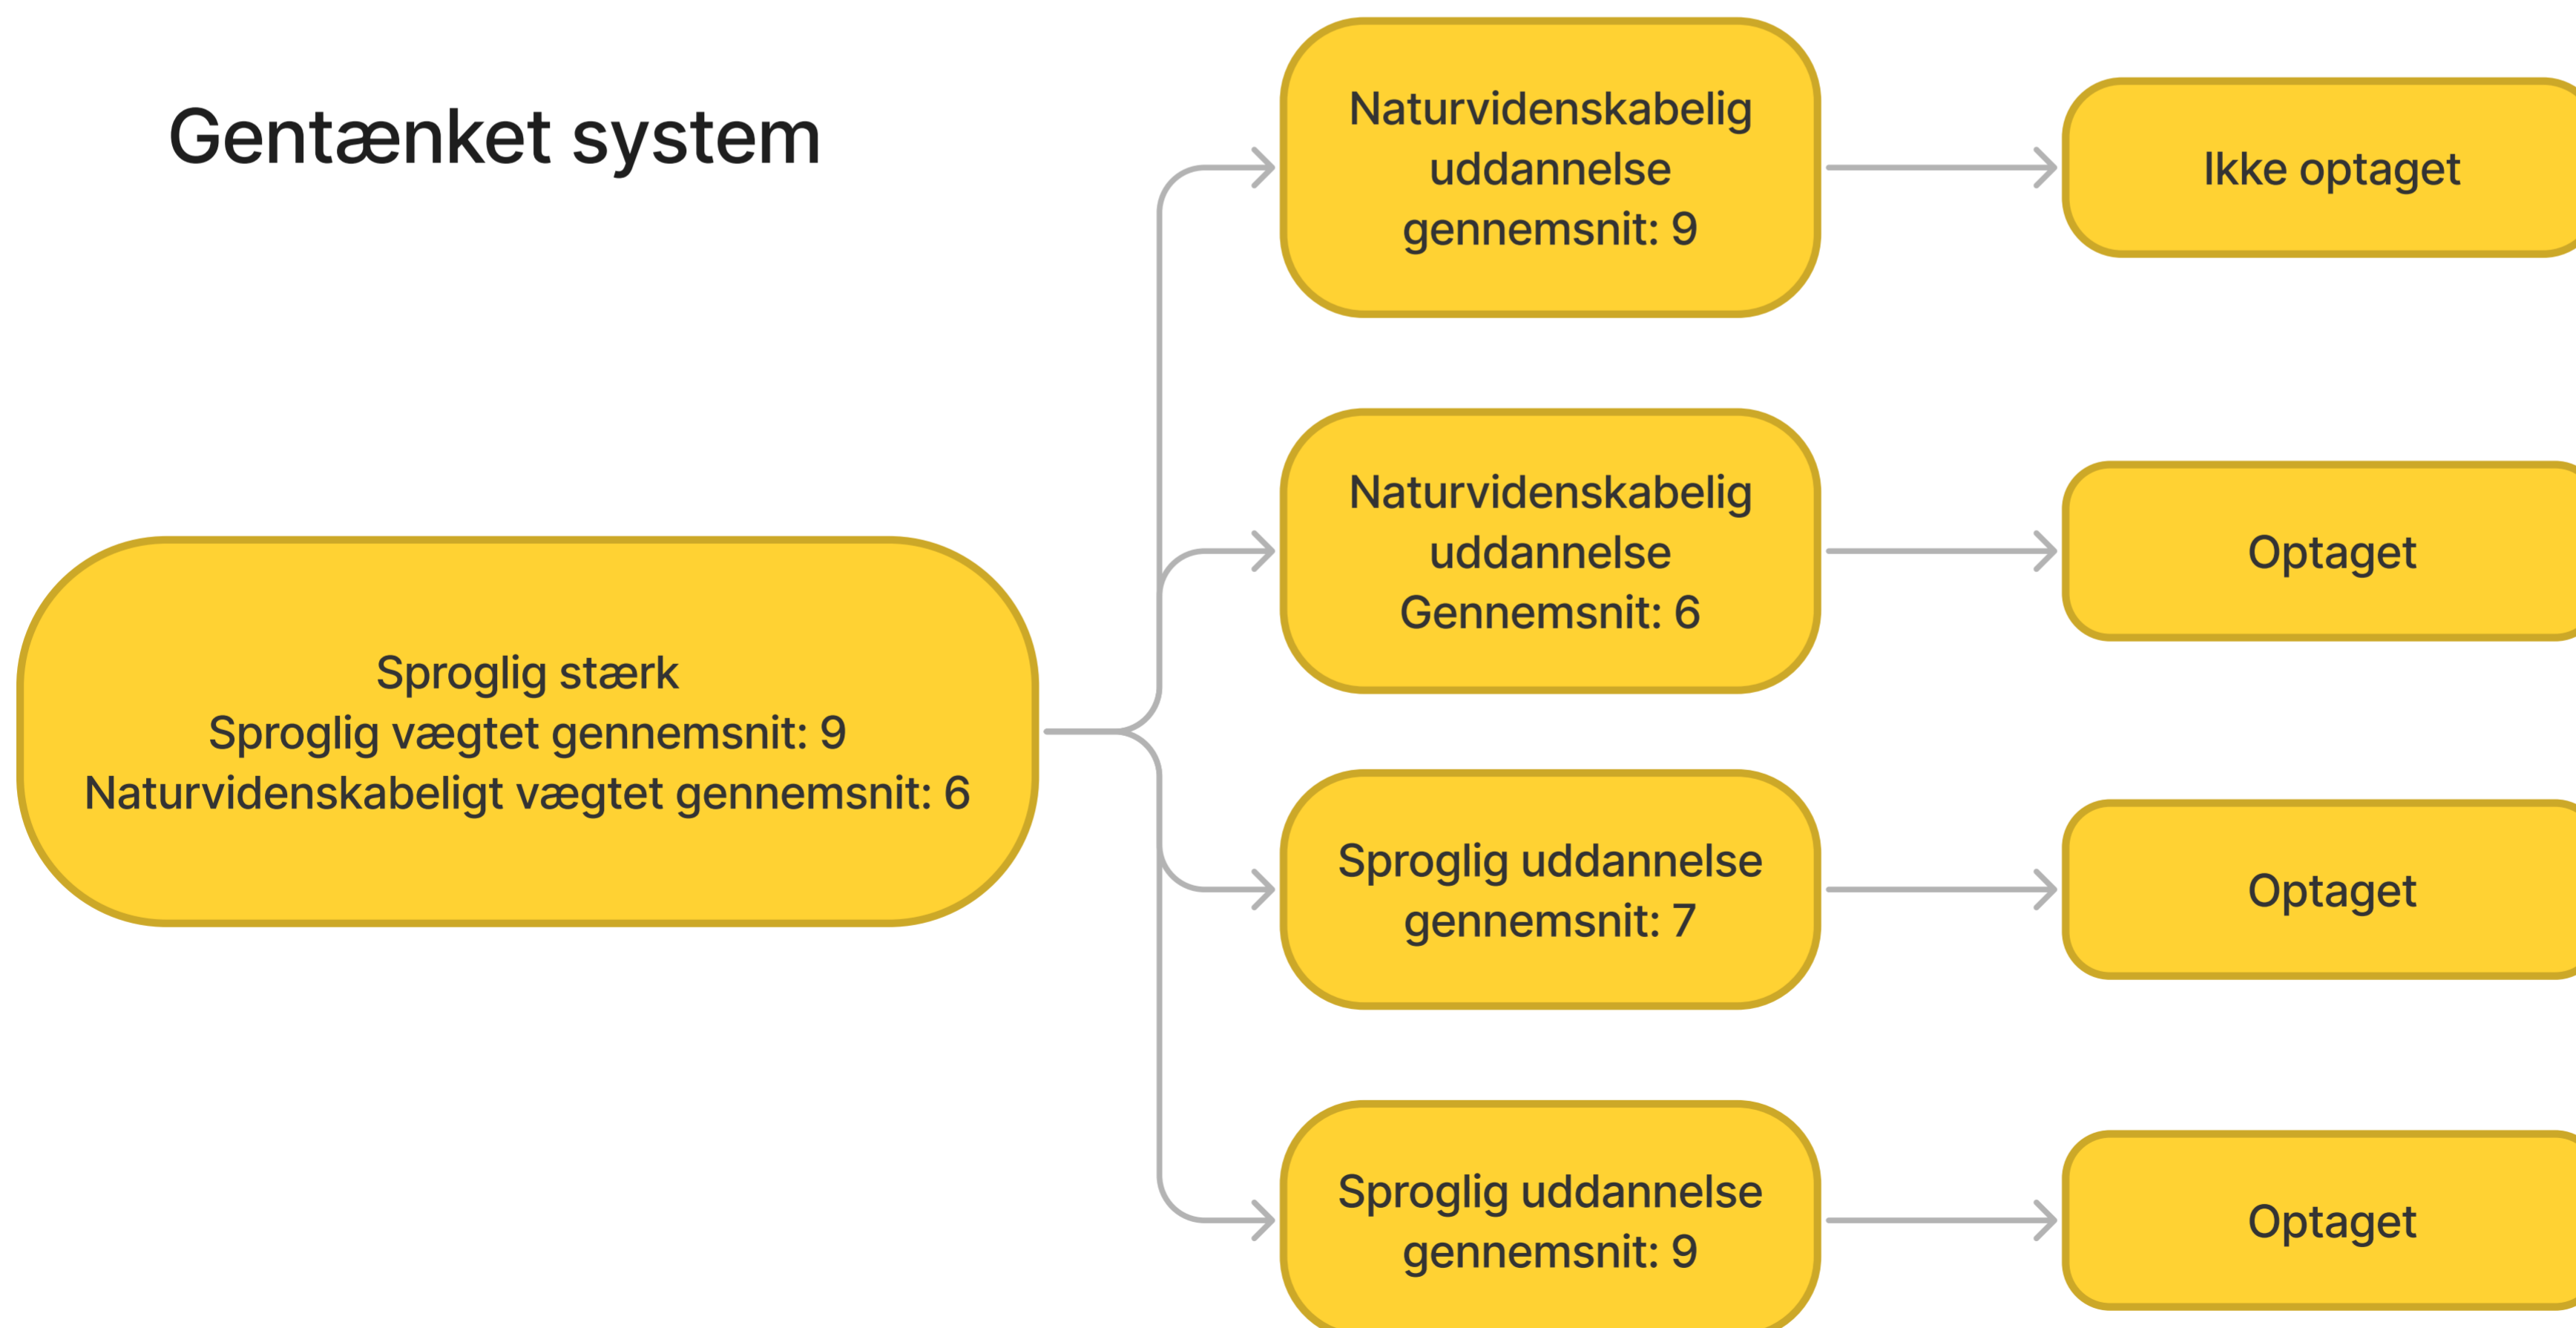 Gentænket system
Sproglig stærk
Sproglig vægtet gennemsnit: 9
Naturvidenskabeligt vægtet gennemsnit: 6
Naturvidenskabelig
uddannelse
gennemsnit: 9
Ikke optaget
Naturvidenskabelig
uddannelse
Gennemsnit: 6
Optaget
Sproglig uddannelse
gennemsnit: 7
Optaget
Sproglig uddannelse
gennemsnit: 9
Optaget